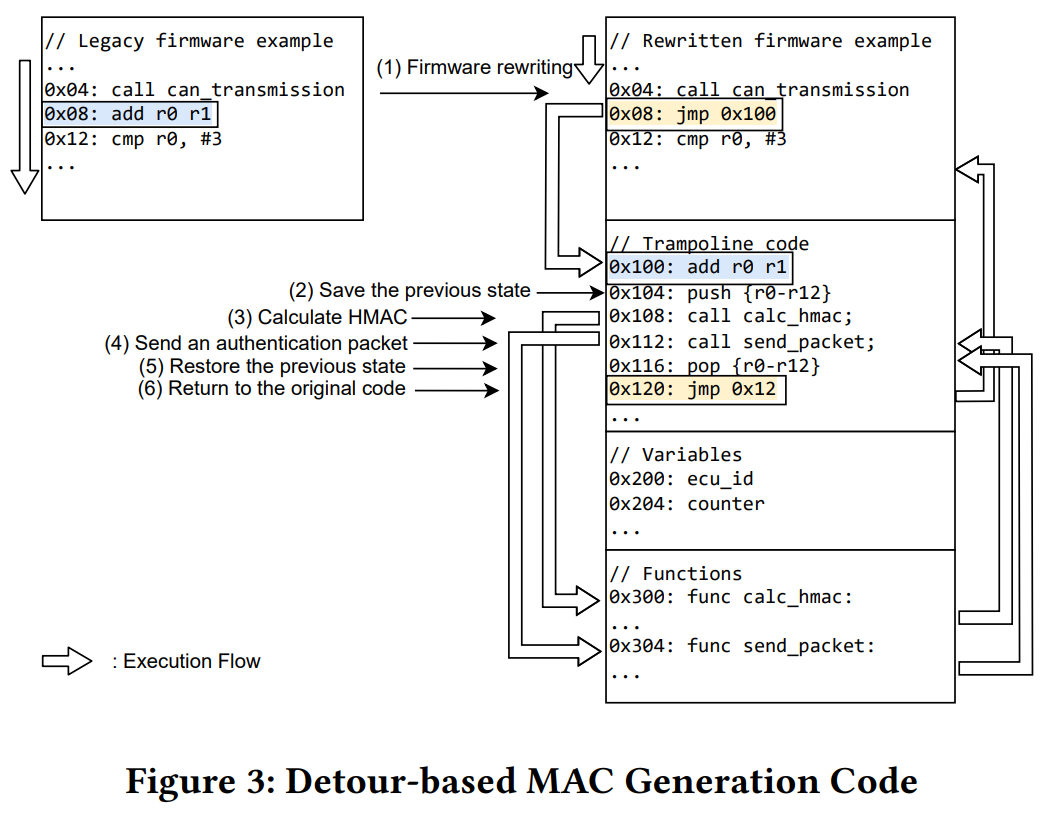 // Legacy firmware example
...
0x04: call can_transmission
0x08: add r0 r1
0x12: cmp r0, #3
...
(1) Firmware rewriting
// Rewritten firmware example
...
0x04: call can_transmission
0x08: jmp 0x100
0x12: cmp r0, #3
...
// Trampoline code
0x100: add r0 r1
(2) Save the previous state
0x104: push {r0-r12}
(3) Calculate HMAC
0x108: call calc_hmac;
(4) Send an authentication packet
0x112: call send_packet;
(5) Restore the previous state
0x116: pop {r0-r12}
(6) Return to the original code
0x120: jmp 0x12
...
// Variables
0x200: ecu_id
0x204: counter
...
// Functions
0x300: func calc_hmac:
...
0x304: func send_packet:
...
: Execution Flow
Figure 3: Detour-based MAC Generation Code